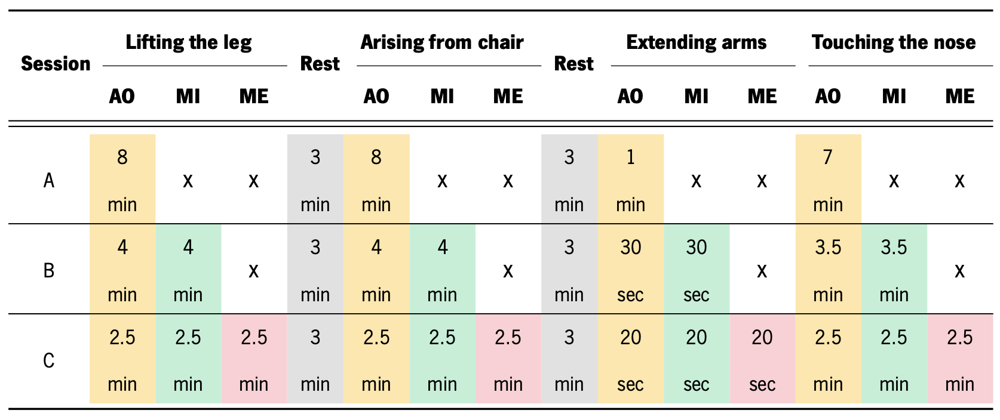 Lifting the leg Arising from chair Extending arms Touching the nose
Session Rest Rest
AO MI ME AO MI ME AO MI ME AO MI ME
8 3 8 3 1 7
A x x x x x x x x
min min min min min min
4 4 3 4 4 3 30 30 3.5 3.5
B x x x x
min min min min min min sec sec min min
2.5 2.5 2.5 3 2.5 2.5 2.5 3 20 20 20 2.5 2.5 2.5
C
min min min min min min min min sec sec sec min min min